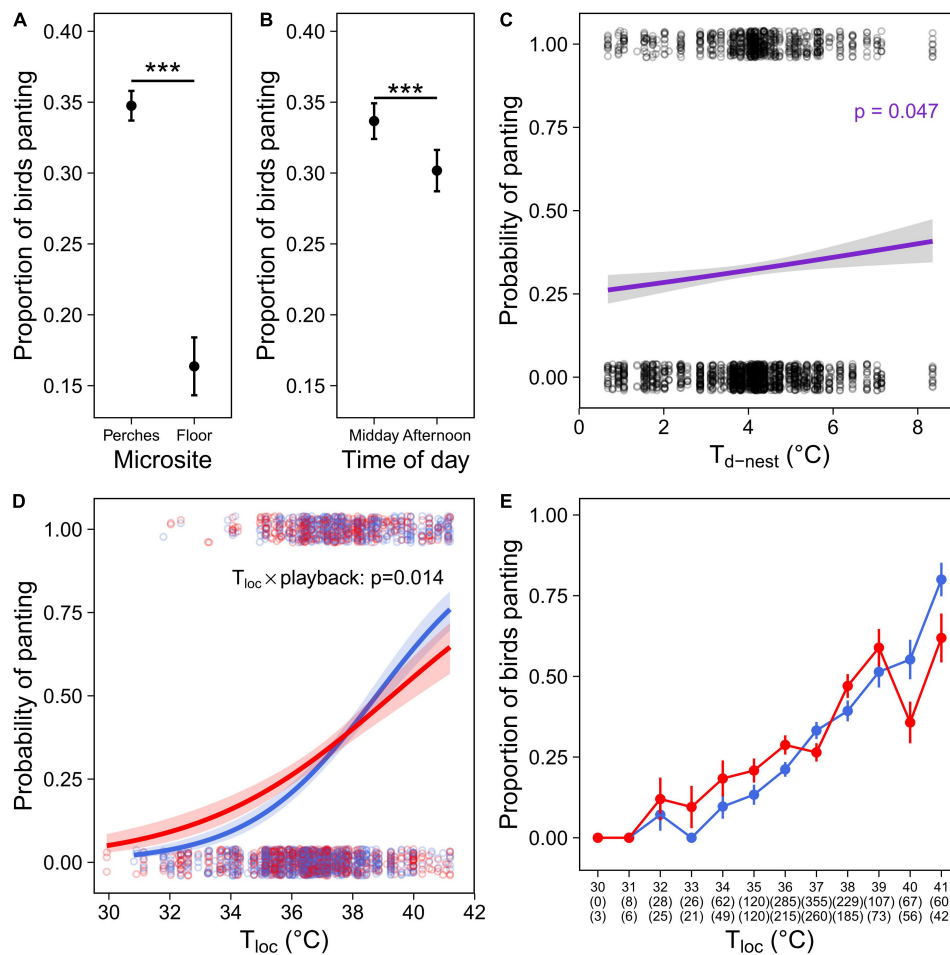 A
Proportion of birds panting
0.40
0.35
0.30
0.25
0.20
0.15
***
Perches
Floor
Microsite
B
Proportion of birds panting
0.40
0.35
0.30
0.25
0.20
0.15
***
Midday Afternoon
Time of day
C
Probability of panting
1.00
0.75
0.50
0.25
0.00
p = 0.047
0 2 4 6 8
Td−nest (°C)
D
Probability of panting
1.00
0.75
0.50
0.25
0.00
Tloc × playback: p=0.014
30 32 34 36 38 40 42
Tloc (°C)
E
Proportion of birds panting
1.00
0.75
0.50
0.25
0.00
30 31 32 33 34 35 36 37 38 39 40 41
(0) (8) (28) (26) (62) (120)(285)(355)(229)(107) (67) (60
(3) (6) (25) (21) (49) (120)(215)(260)(185) (73) (56) (42
Tloc (°C)